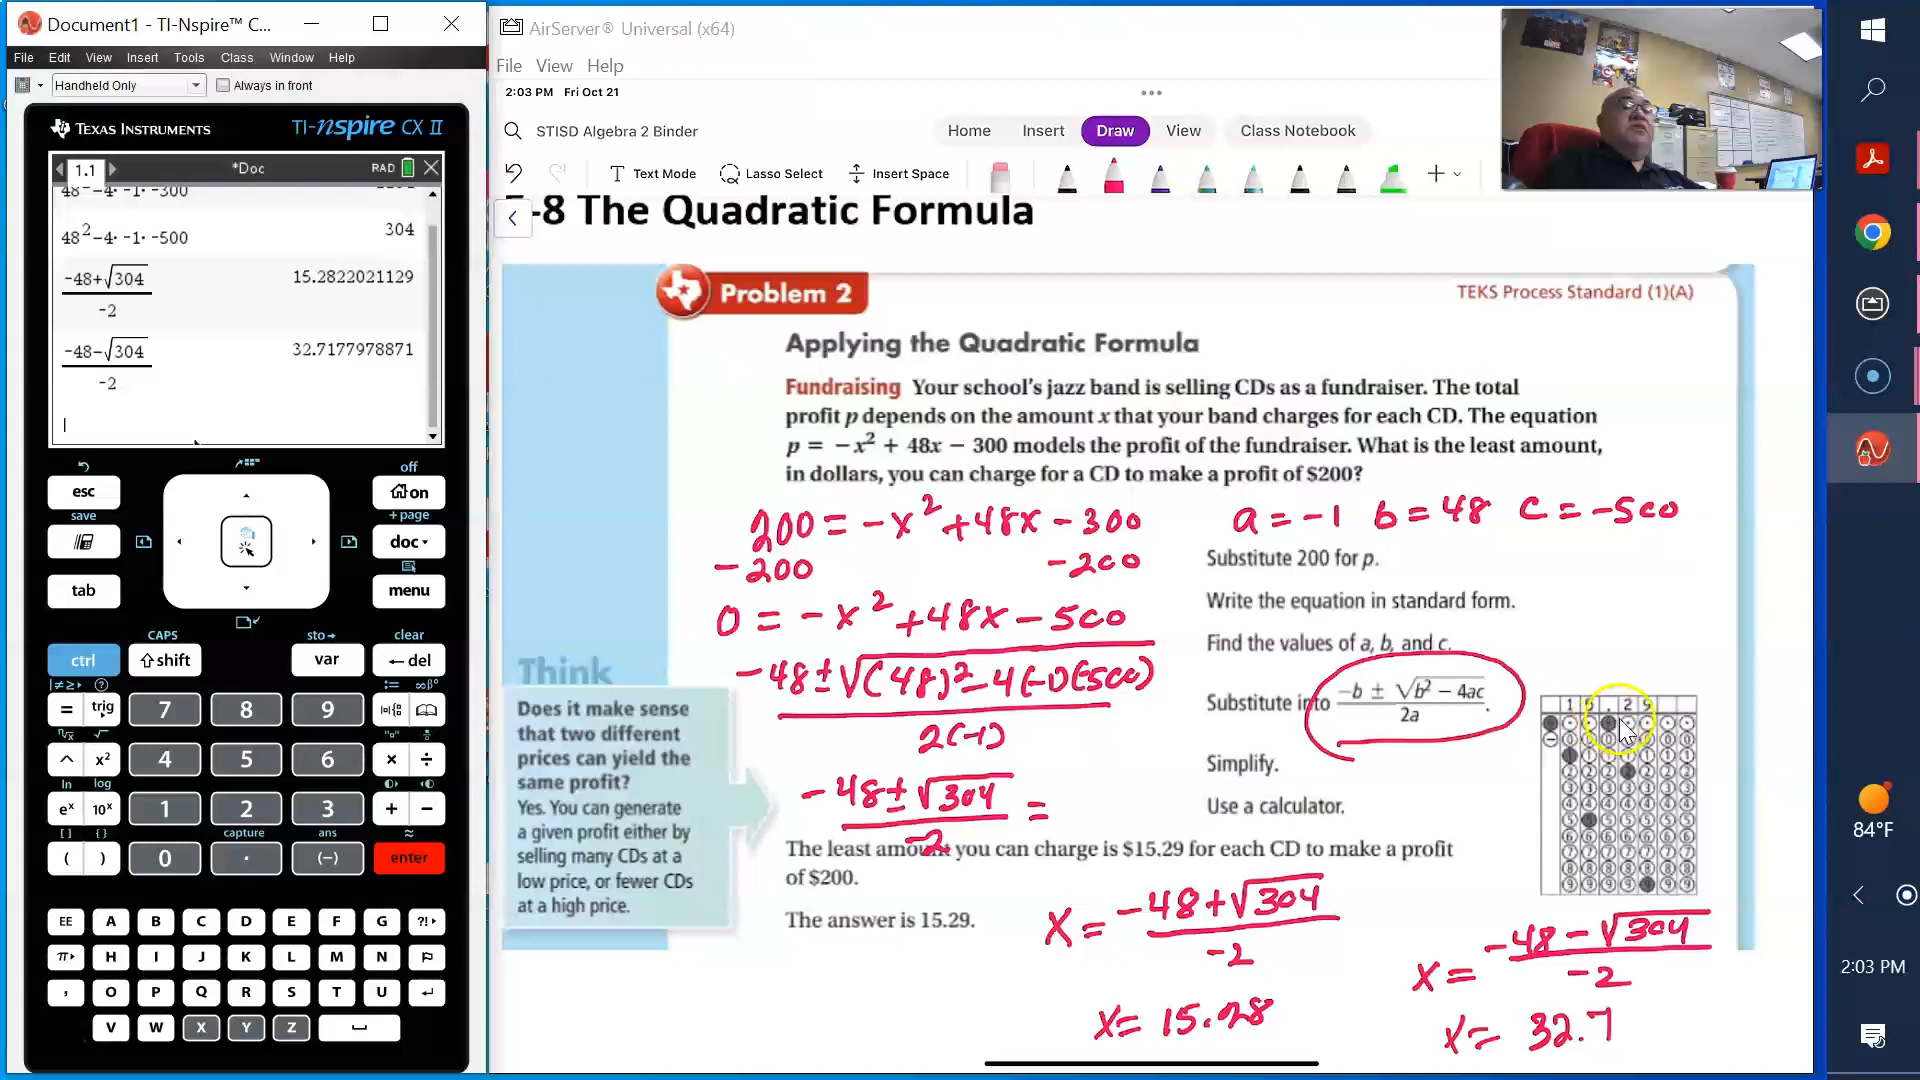 Document1 - TI-Nspire™ C...
File Edit View Insert Tools Class Window Help
Handheld Only
Always in front
TEXAS INSTRUMENTS
TI-nspire CX II
1.1
*Doc
RAD
48²-4· -1· -300
48²-4· -1· -500
304
-48+√304
-2
15.2822021129
-48-√304
-2
32.7177978871
esc
save
tab
off
on
+ page
doc
menu
CAPS
sto→
clear
ctrl
shift
var
←del
= trig 7 8 9
^ x² 4 5 6 × ÷
ln log
eˣ 10ˣ 1 2 3 + −
[ ] { } capture ans ≈
( ) 0 . (−) enter
EE A B C D E F G ?!▸
π▸ H I J K L M N
, O P Q R S T U ↵
V W X Y Z
AirServer® Universal (x64)
File View Help
2:03 PM Fri Oct 21
STISD Algebra 2 Binder
Home Insert Draw View Class Notebook
Text Mode Lasso Select Insert Space
-8 The Quadratic Formula
Problem 2
TEKS Process Standard (1)(A)
Applying the Quadratic Formula
Fundraising Your school's jazz band is selling CDs as a fundraiser. The total
profit p depends on the amount x that your band charges for each CD. The equation
p = −x² + 48x − 300 models the profit of the fundraiser. What is the least amount,
in dollars, you can charge for a CD to make a profit of $200?
200 = -x² +48x - 300
-200 -200
0 = -x² +48x - 500
-48 ± √(48)² - 4(-1)(-500)
2(-1)
-48 ± √304 =
-2
a = -1 b = 48 c = -500
Substitute 200 for p.
Write the equation in standard form.
Find the values of a, b, and c.
Substitute into −b ± √b² − 4ac
2a .
Simplify.
Use a calculator.
Think
Does it make sense
that two different
prices can yield the
same profit?
Yes. You can generate
a given profit either by
selling many CDs at a
low price, or fewer CDs
at a high price.
The least amount you can charge is $15.29 for each CD to make a profit
of $200.
The answer is 15.29.
x = -48 + √304
-2
x = 15.28
x = -48 - √304
-2
x = 32.7
84°F
2:03 PM